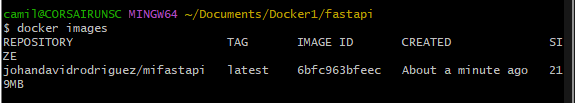 camil@CORSAIRUNSC MINGW64 ~/Documents/Docker1/fastapi
$ docker images
REPOSITORY                     TAG       IMAGE ID       CREATED              SI
ZE
johandavidrodriguez/mifastapi   latest    6bfc963bfeec   About a minute ago   21
9MB